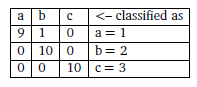 a b c <– classified as
9 1 0 a = 1
0 10 0 b = 2
0 0 10 c = 3